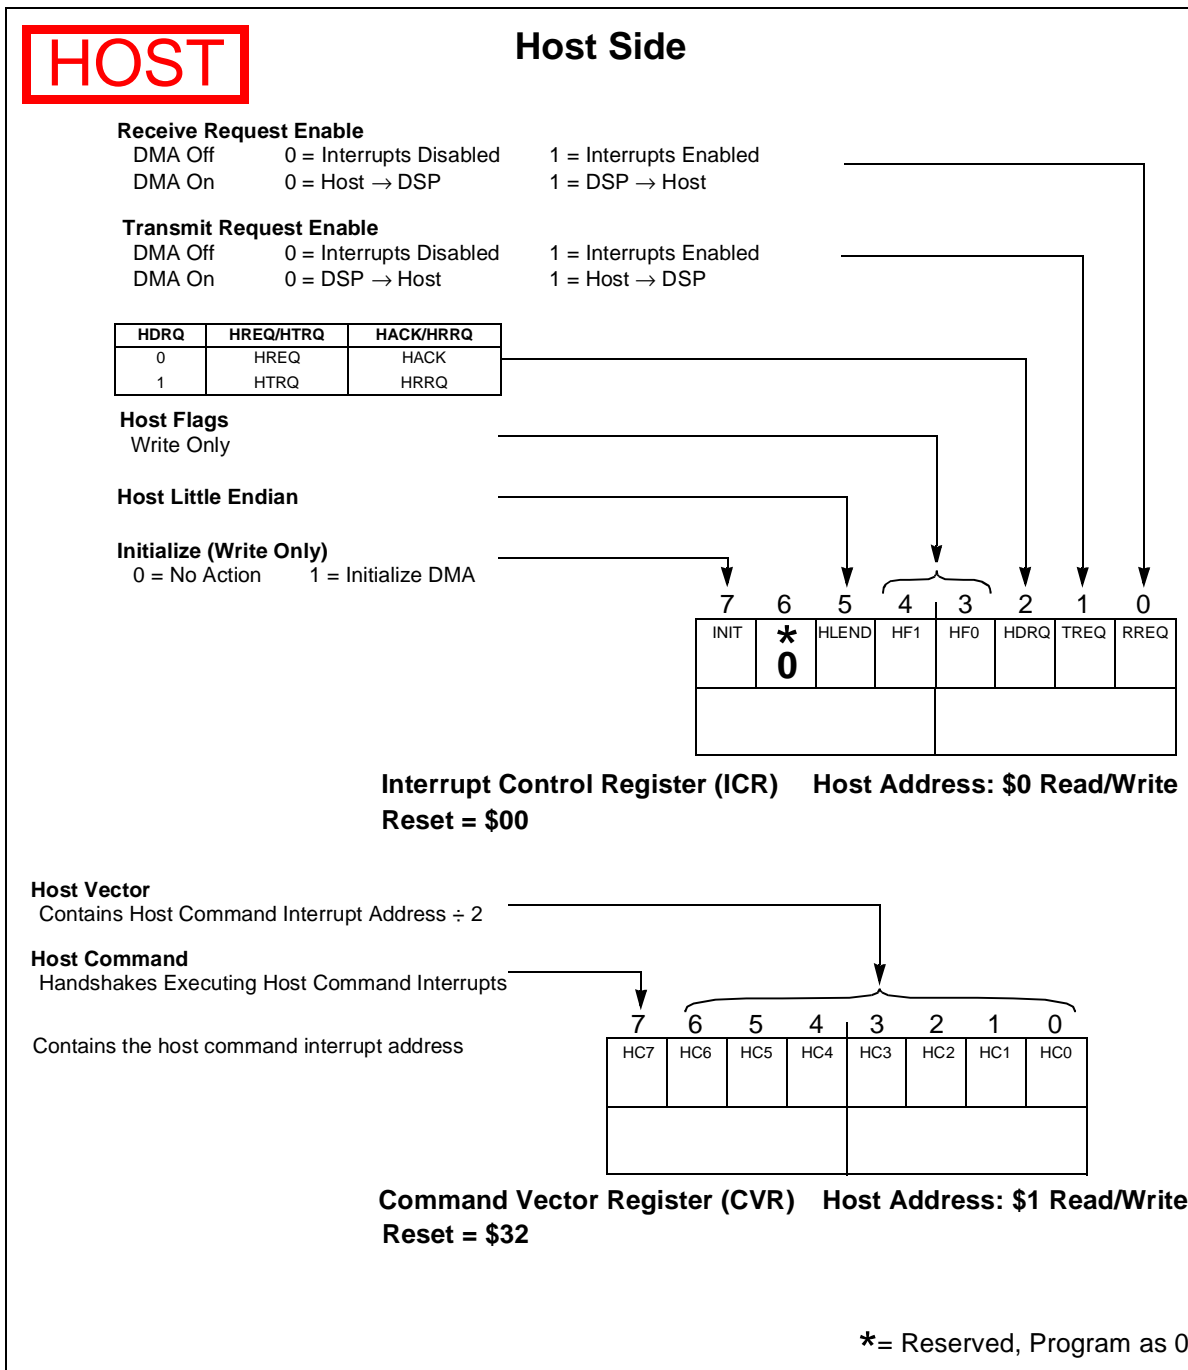 HOST
Host Side
Receive Request Enable
DMA Off 0 = Interrupts Disabled 1 = Interrupts Enabled
DMA On 0 = Host → DSP 1 = DSP → Host
Transmit Request Enable
DMA Off 0 = Interrupts Disabled 1 = Interrupts Enabled
DMA On 0 = DSP → Host 1 = Host → DSP
HDRQ HREQ/HTRQ HACK/HRRQ
0 HREQ HACK
1 HTRQ HRRQ
Host Flags
Write Only
Host Little Endian
Initialize (Write Only)
0 = No Action 1 = Initialize DMA
7 6 5 4 3 2 1 0
INIT * HLEND HF1 HF0 HDRQ TREQ RREQ
0
Interrupt Control Register (ICR) Host Address: $0 Read/Write
Reset = $00
Host Vector
Contains Host Command Interrupt Address ÷ 2
Host Command
Handshakes Executing Host Command Interrupts
Contains the host command interrupt address
7 6 5 4 3 2 1 0
HC7 HC6 HC5 HC4 HC3 HC2 HC1 HC0
Command Vector Register (CVR) Host Address: $1 Read/Write
Reset = $32
*= Reserved, Program as 0